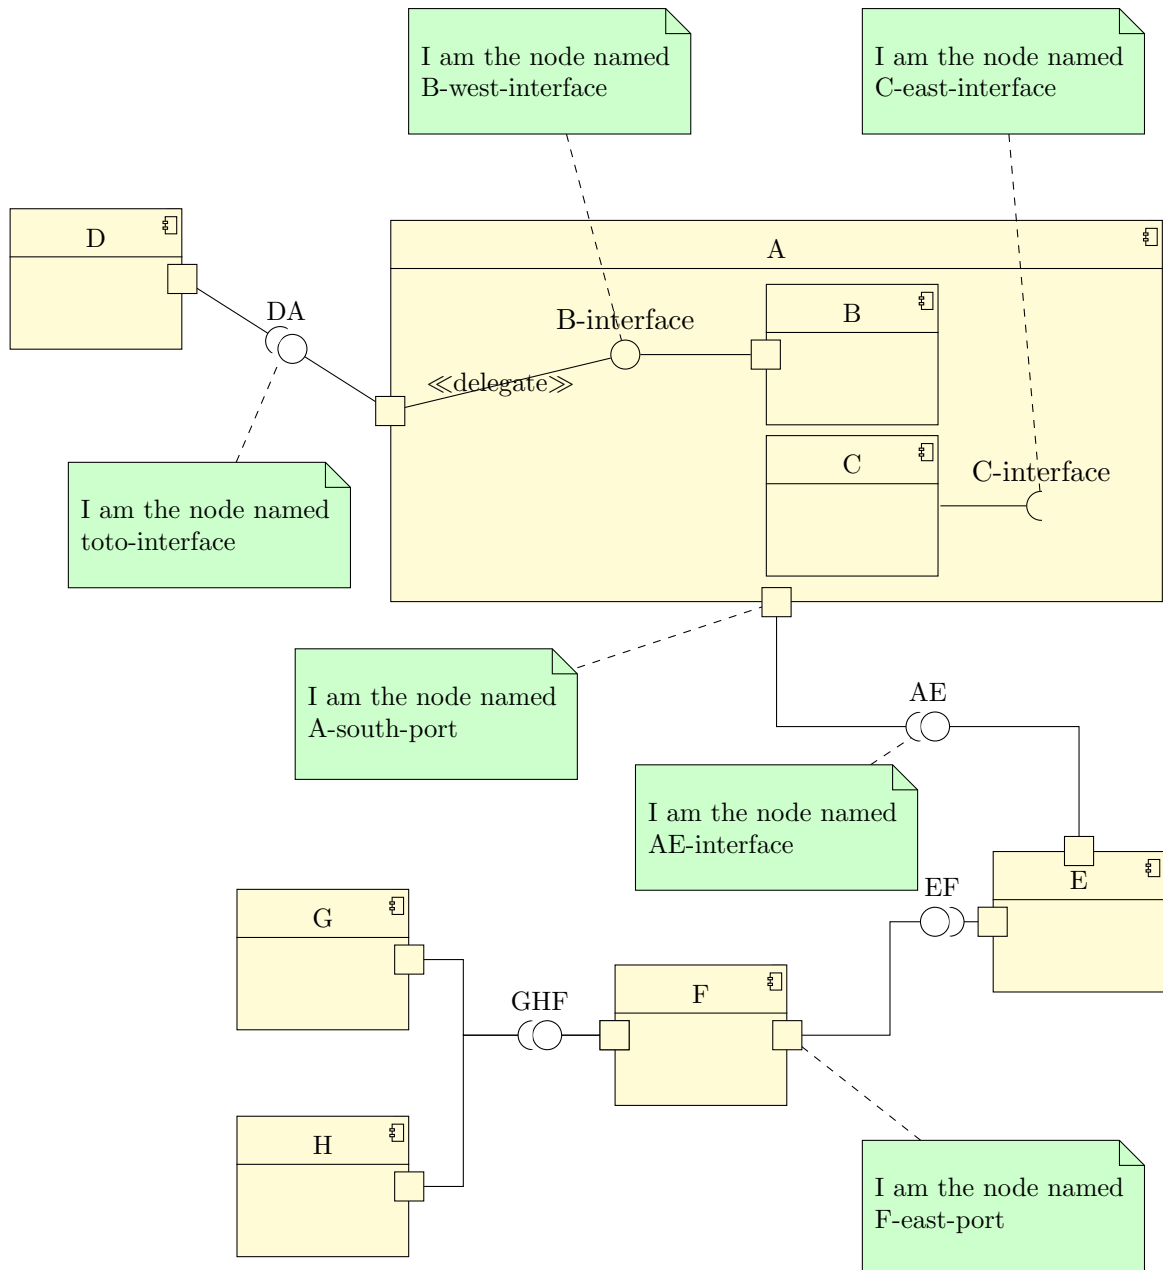 I am the node named
B-west-interface
I am the node named
C-east-interface
D
A
DA
B-interface
B
≪delegate≫
C
C-interface
I am the node named
toto-interface
I am the node named
A-south-port
AE
I am the node named
AE-interface
E
EF
G
F
GHF
H
I am the node named
F-east-port